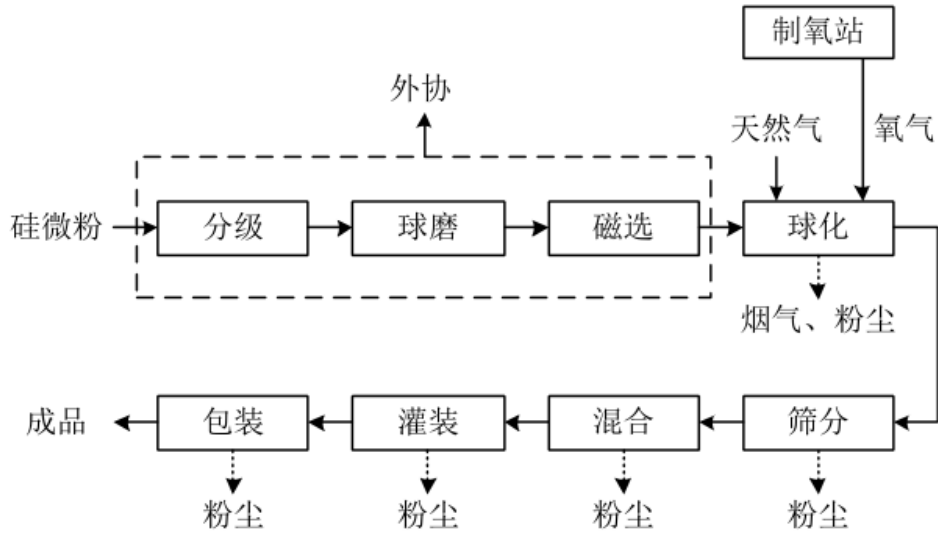 制氧站
外协
天然气
氧气
硅微粉
分级
球磨
磁选
球化
烟气、粉尘
成品
包装
灌装
混合
筛分
粉尘
粉尘
粉尘
粉尘